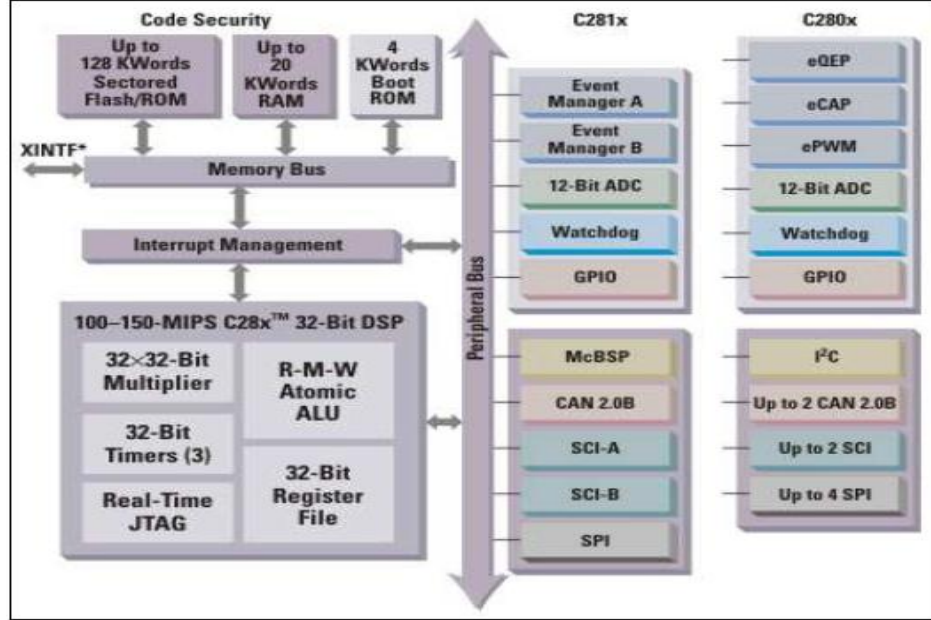 Code Security
C281x
C280x
Up to
128 KWords
Sectored
Flash/ROM
Up to
20
KWords
RAM
4
KWords
Boot
ROM
XINTF*
Memory Bus
Interrupt Management
100–150-MIPS C28x™ 32-Bit DSP
32×32-Bit
Multiplier
R-M-W
Atomic
ALU
32-Bit
Timers (3)
32-Bit
Register
File
Real-Time
JTAG
Peripheral Bus
Event
Manager A
Event
Manager B
12-Bit ADC
Watchdog
GPIO
McBSP
CAN 2.0B
SCI-A
SCI-B
SPI
eQEP
eCAP
ePWM
12-Bit ADC
Watchdog
GPIO
I²C
Up to 2 CAN 2.0B
Up to 2 SCI
Up to 4 SPI